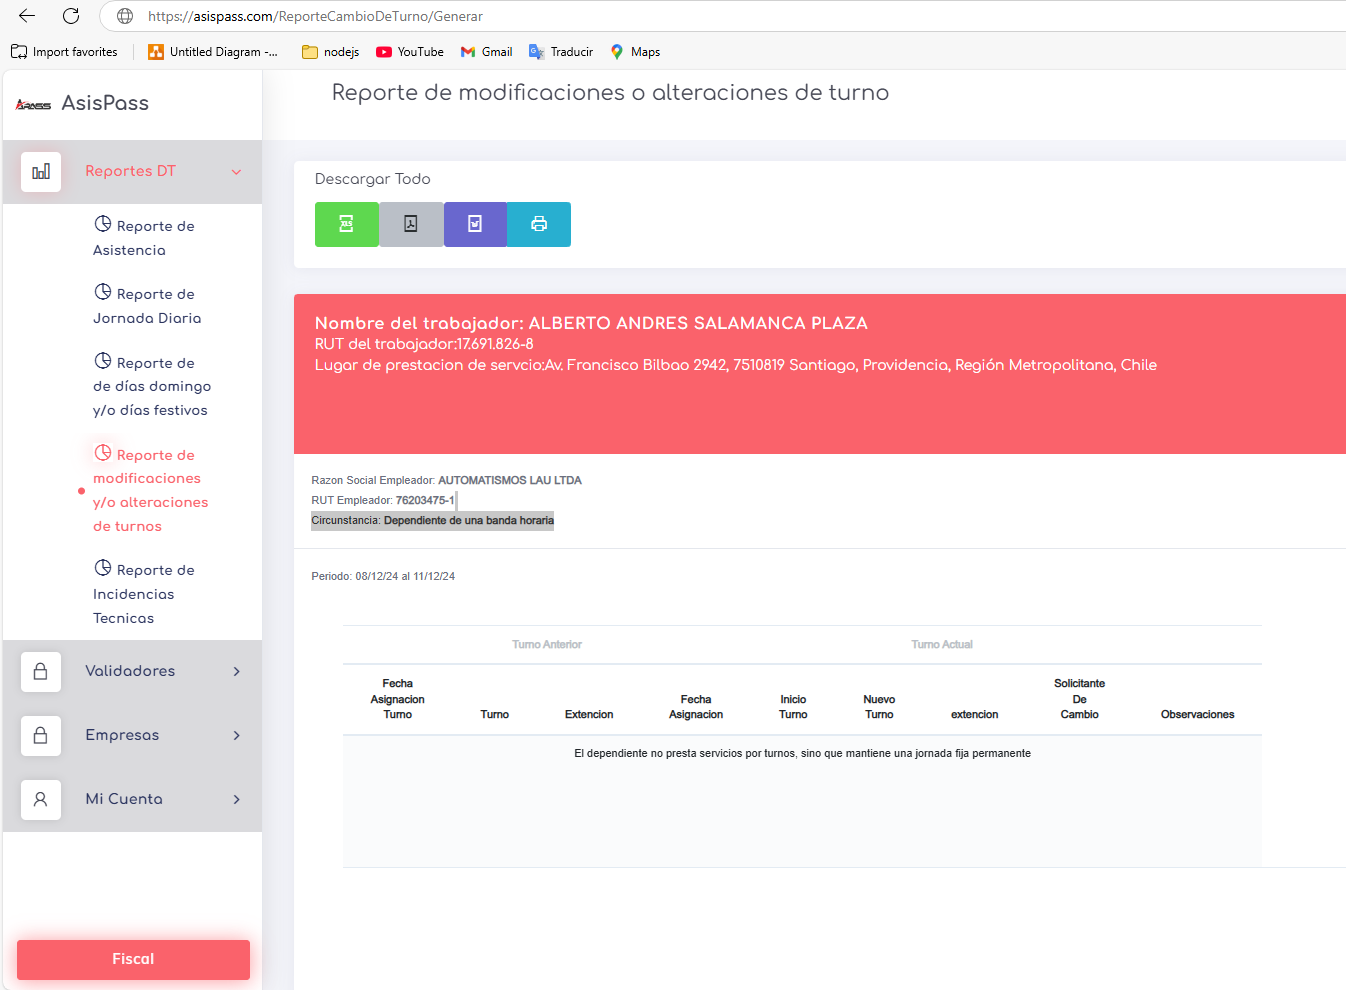 https://asispass.com/ReporteCambioDeTurno/Generar
Import favorites
Untitled Diagram -...
nodejs
YouTube
Gmail
Traducir
Maps
AsisPass
Reportes DT
Reporte de
Asistencia
Reporte de
Jornada Diaria
Reporte de
de días domingo
y/o días festivos
Reporte de
modificaciones
y/o alteraciones
de turnos
Reporte de
Incidencias
Tecnicas
Validadores
Empresas
Mi Cuenta
Fiscal
Reporte de modificaciones o alteraciones de turno
Descargar Todo
XLS
Nombre del trabajador: ALBERTO ANDRES SALAMANCA PLAZA
RUT del trabajador:17.691.826-8
Lugar de prestacion de servcio:Av. Francisco Bilbao 2942, 7510819 Santiago, Providencia, Región Metropolitana, Chile
Razon Social Empleador: AUTOMATISMOS LAU LTDA
RUT Empleador: 76203475-1
Circunstancia: Dependiente de una banda horaria
Periodo: 08/12/24 al 11/12/24
Turno Anterior
Turno Actual
Fecha
Asignacion
Turno
Turno
Extencion
Fecha
Asignacion
Inicio
Turno
Nuevo
Turno
extencion
Solicitante
De
Cambio
Observaciones
El dependiente no presta servicios por turnos, sino que mantiene una jornada fija permanente